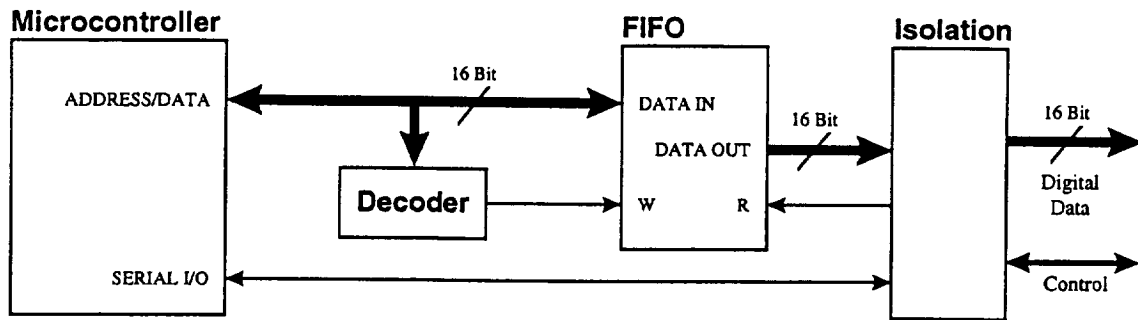 Microcontroller
FIFO
Isolation
16 Bit
ADDRESS/DATA
DATA IN
16 Bit
16 Bit
DATA OUT
Decoder
W
R
Digital
Data
SERIAL I/O
Control